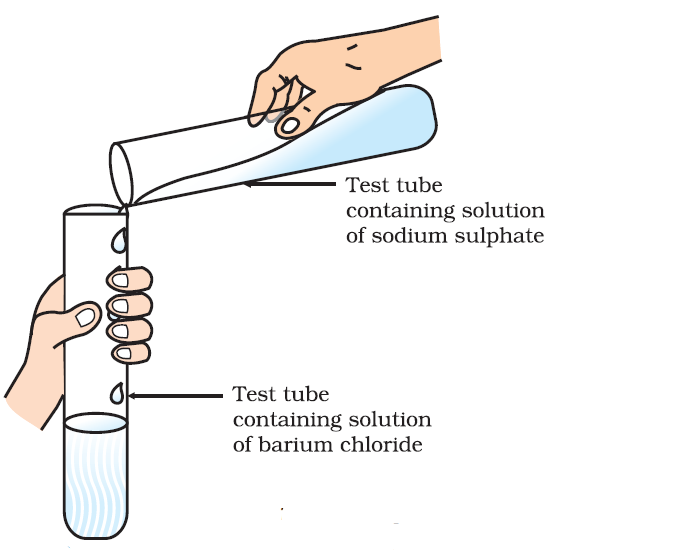 Test tube
containing solution
of sodium sulphate
Test tube
containing solution
of barium chloride